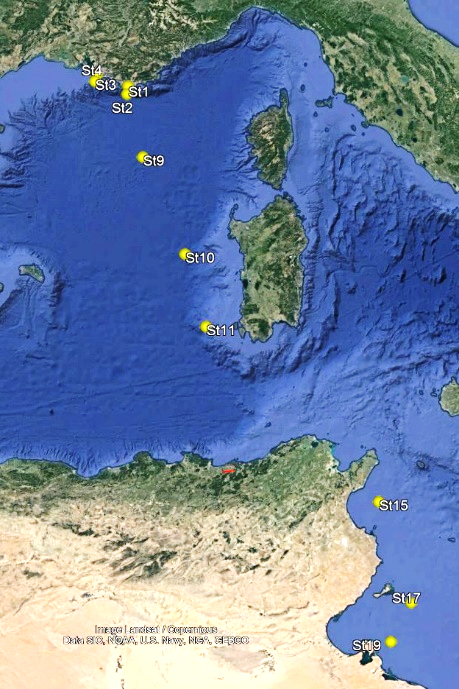 St4
St3
St1
St2
St9
St10
St11
St15
St17
St19
Image Landsat / Copernicus
Data SIO, NOAA, U.S. Navy, NGA, GEBCO